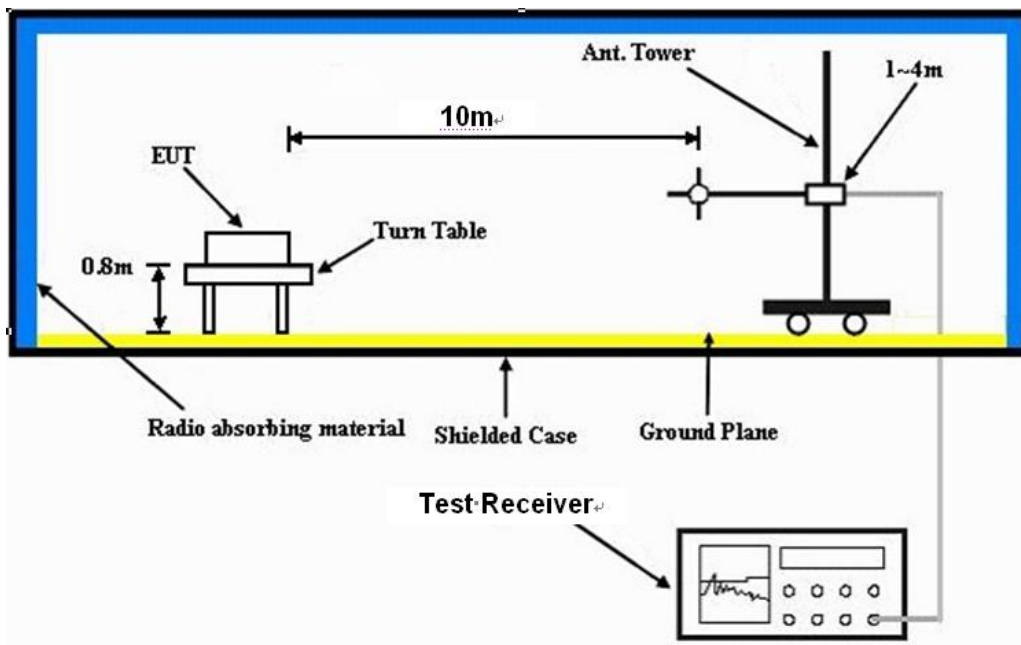 Ant. Tower
1~4m
10m
EUT
Turn Table
0.8m
Radio absorbing material
Shielded Case
Ground Plane
Test Receiver